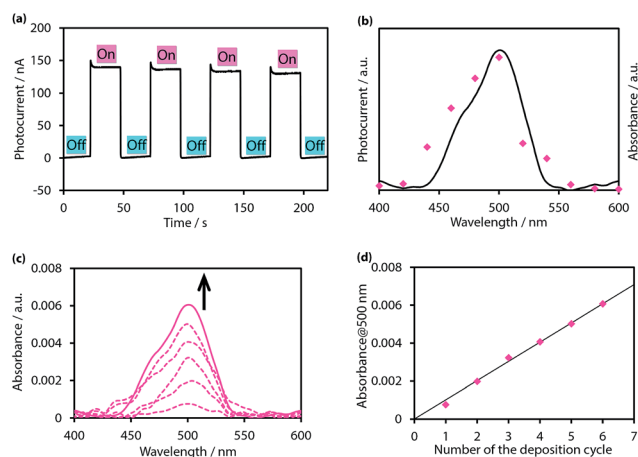 (a)
200
150
100
50
0
-50
Photocurrent / nA
On On On On
Off Off Off Off
0 50 100 150 200
Time / s
(b)
Photocurrent / a.u.
Absorbance / a.u.
400 450 500 550 600
Wavelength / nm
(c)
0.008
0.006
0.004
0.002
0
Absorbance / a.u.
400 450 500 550 600
Wavelength / nm
(d)
0.008
0.006
0.004
0.002
0
Absorbance@500 nm
0 1 2 3 4 5 6 7
Number of the deposition cycle